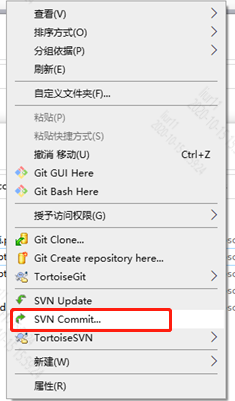 查看(V)
排序方式(O)
分组依据(P)
刷新(E)
自定义文件夹(F)...
粘贴(P)
粘贴快捷方式(S)
撤消 移动(U) Ctrl+Z
Git GUI Here
Git Bash Here
授予访问权限(G)
Git Clone...
Git Create repository here...
TortoiseGit
SVN Update
SVN Commit...
TortoiseSVN
新建(W)
属性(R)